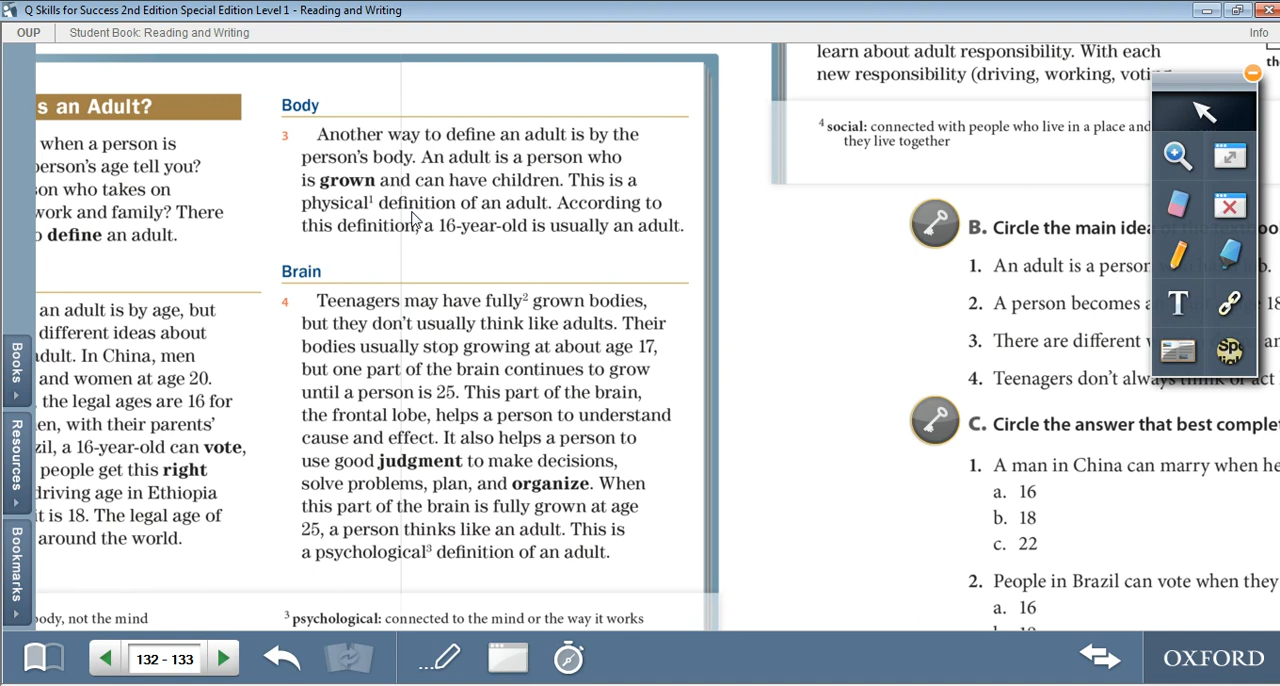 Q Skills for Success 2nd Edition Special Edition Level 1 - Reading and Writing
OUP
Student Book: Reading and Writing
Info
s an Adult?
when a person is
person's age tell you?
son who takes on
work and family? There
o define an adult.
an adult is by age, but
different ideas about
adult. In China, men
and women at age 20.
, the legal ages are 16 for
en, with their parents'
zil, a 16-year-old can vote,
people get this right
driving age in Ethiopia
it is 18. The legal age of
around the world.
body, not the mind
Body
3 Another way to define an adult is by the
person's body. An adult is a person who
is grown and can have children. This is a
physical1 definition of an adult. According to
this definition, a 16-year-old is usually an adult.
Brain
4 Teenagers may have fully2 grown bodies,
but they don't usually think like adults. Their
bodies usually stop growing at about age 17,
but one part of the brain continues to grow
until a person is 25. This part of the brain,
the frontal lobe, helps a person to understand
cause and effect. It also helps a person to
use good judgment to make decisions,
solve problems, plan, and organize. When
this part of the brain is fully grown at age
25, a person thinks like an adult. This is
a psychological3 definition of an adult.
3 psychological: connected to the mind or the way it works
learn about adult responsibility. With each
new responsibility (driving, working, voting
4 social: connected with people who live in a place and
they live together
B. Circle the main idea
1. An adult is a person b.
2. A person becomes a 18
3. There are different
4. Teenagers don't always think or act
C. Circle the answer that best comple
1. A man in China can marry when he
a. 16
b. 18
c. 22
2. People in Brazil can vote when they
a. 16
T
Books
Resources
Bookmarks
132 - 133
OXFORD